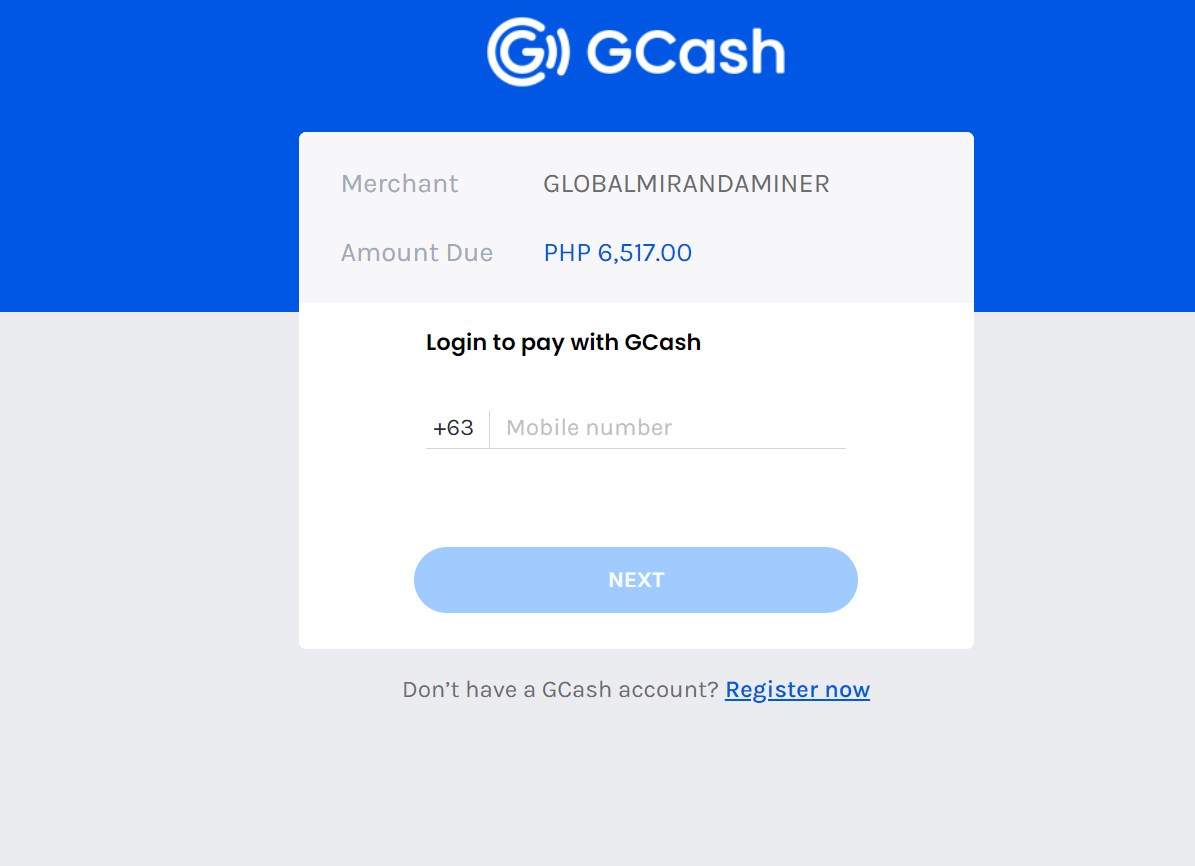 GCash
Merchant GLOBALMIRANDAMINER
Amount Due PHP 6,517.00
Login to pay with GCash
+63 Mobile number
NEXT
Don’t have a GCash account? Register now